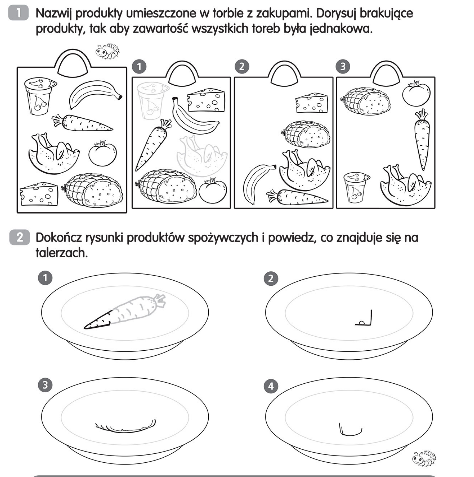 1 Nazwij produkty umieszczone w torbie z zakupami. Dorysuj brakujące
produkty, tak aby zawartość wszystkich toreb była jednakowa.
1
2
3
2 Dokończ rysunki produktów spożywczych i powiedz, co znajduje się na
talerzach.
1
2
3
4